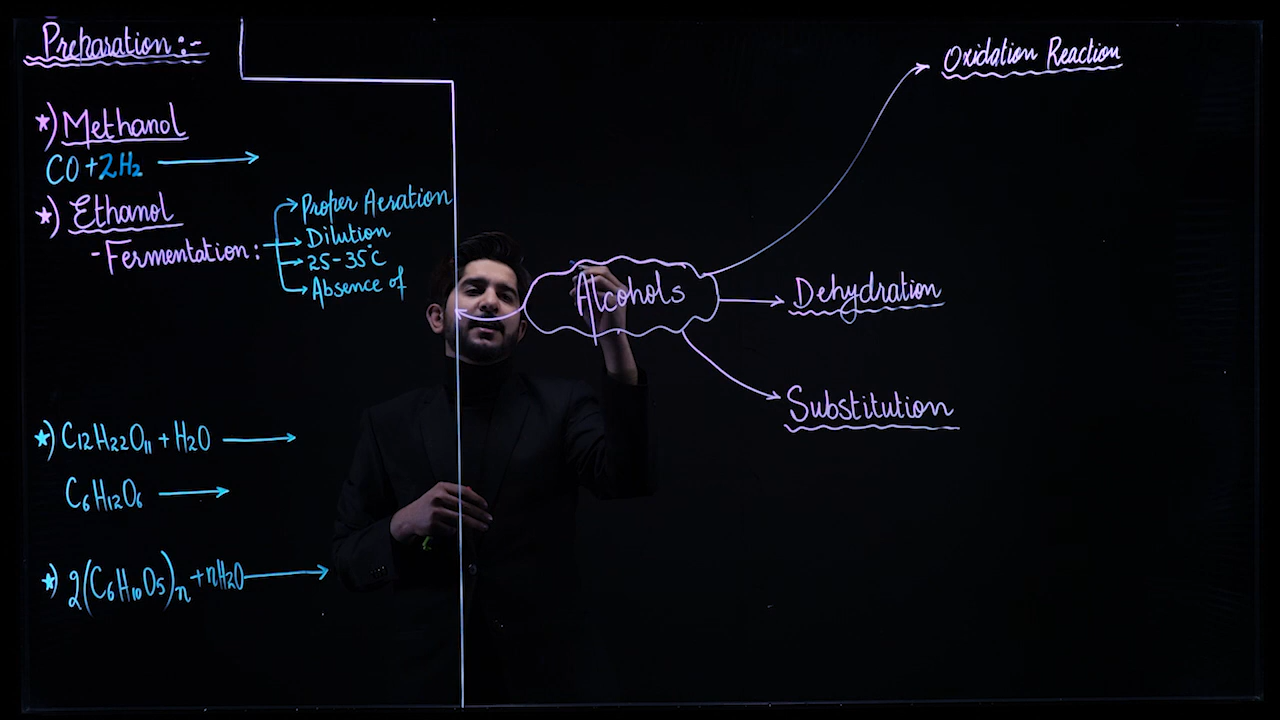 Preparation :-
*) Methanol
CO + 2H₂ ⟶
*) Ethanol
- Fermentation :
→ Proper Aeration
→ Dilution
→ 25-35°C
→ Absence of
*) C₁₂H₂₂O₁₁ + H₂O ⟶
C₆H₁₂O₆ ⟶
*) 2(C₆H₁₀O₅)n + nH₂O ⟶
Alcohols
Oxidation Reaction
Dehydration
Substitution